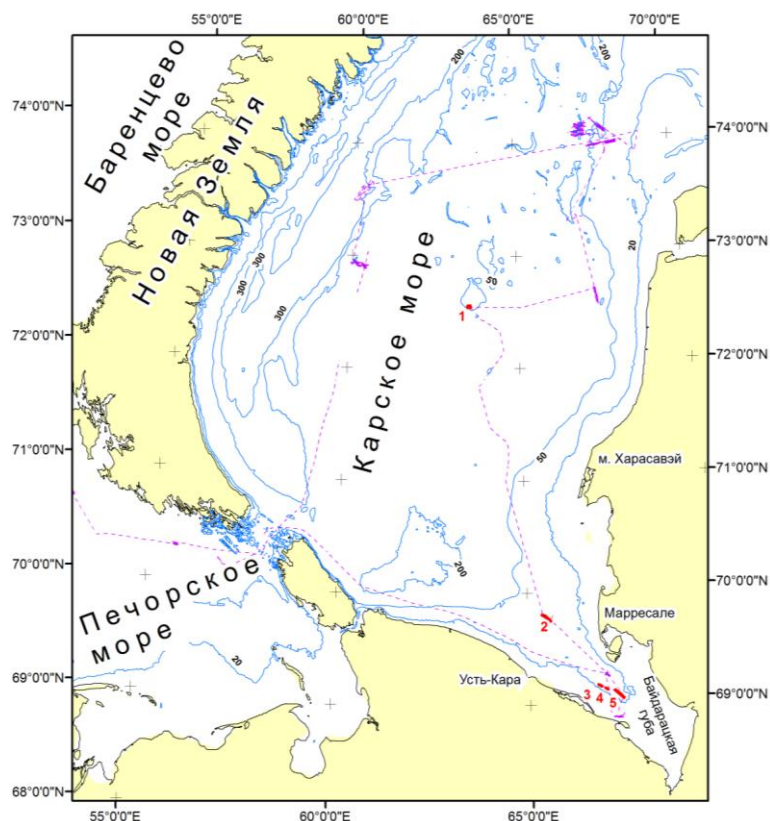 55°0'0"E
60°0'0"E
65°0'0"E
70°0'0"E
74°0'0"N
73°0'0"N
72°0'0"N
71°0'0"N
70°0'0"N
69°0'0"N
68°0'0"N
74°0'0"N
73°0'0"N
72°0'0"N
71°0'0"N
70°0'0"N
69°0'0"N
Баренцево
море
Новая Земля
Карское море
Печорское
море
200
200
20
300
300
300
50
1
50
м. Харасавэй
200
Марресале
2
20
Усть-Кара
3
4
5
Байдарацкая
губа
55°0'0"E
60°0'0"E
65°0'0"E